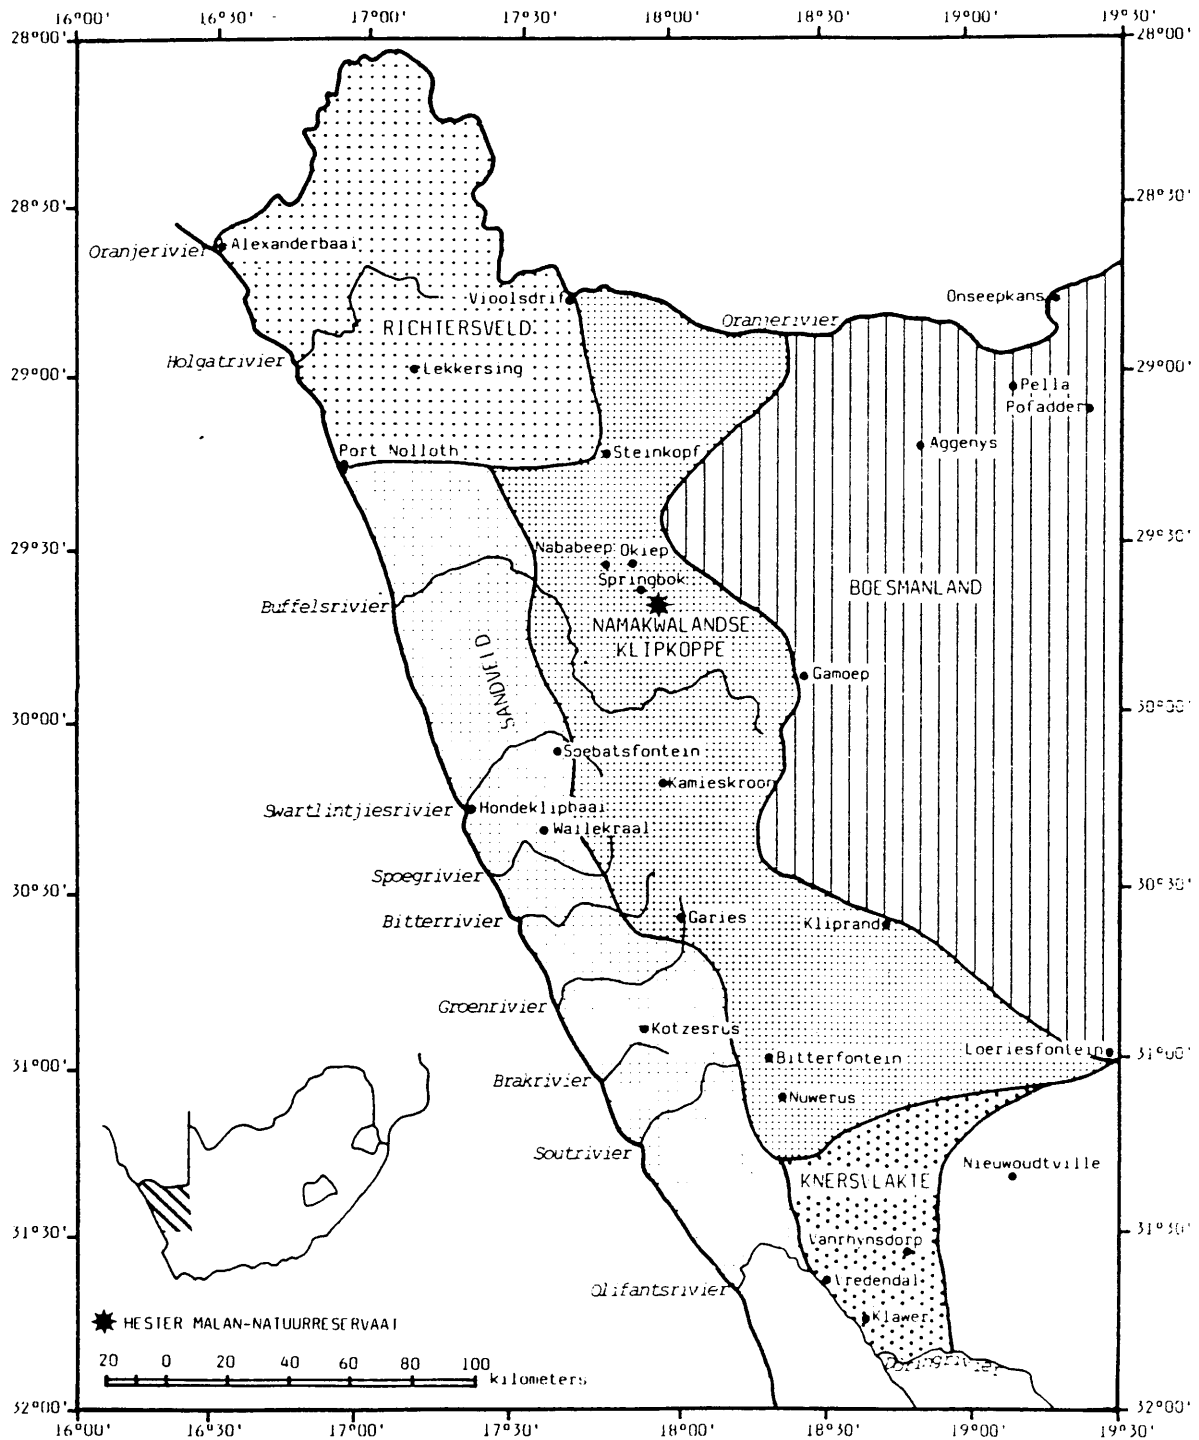 16°00' 16°30' 17°00' 17°30' 18°00' 18°30' 19°00' 19°30'
28°00' 28°00'
28°30' 28°30'
Oranjerivier Alexanderbaai
Vioolsdrif Onseepkans
Oranjerivier
RICHTERSVELD
Holgatrivier
29°00' Lekkersing 29°00'
Pella
Pofadder
Aggenys
Port Nolloth Steinkopf
29°30' 29°30'
Nababeep Okiep
Springbok
BOESMANLAND
Buffelsrivier
NAMAKWALANDSE
KLIPKOPPE
SANDVELD
Gamoep
30°00' 30°00'
Soebatsfontein
Kamieskroon
Swartlintjiesrivier Hondeklipbaai
Wallekraal
Spoegrivier
30°30' 30°30'
Bitterrivier Garies Kliprand
Groenrivier
Kotzesrus
31°00' Bitterfontein Loeriesfontein 31°00'
Brakrivier
Nuwerus
Soutrivier
Nieuwoudtville
KNERSVLAKTE
31°30' 31°30'
Vanrhynsdorp
Olifantsrivier Vredendal
HESTER MALAN-NATUURRESERVAAT Klawer
Doringrivier
20 0 20 40 60 80 100
kilometers
32°00' 32°00'
16°00' 16°30' 17°00' 17°30' 18°00' 18°30' 19°00' 19°30'